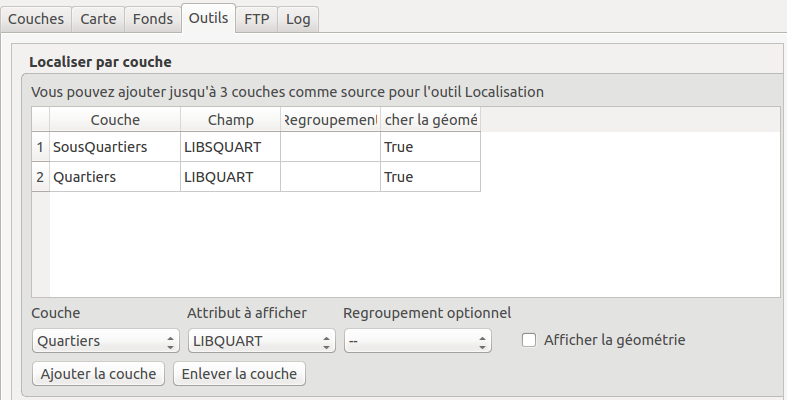 Couches Carte Fonds Outils FTP Log
Localiser par couche
Vous pouvez ajouter jusqu'à 3 couches comme source pour l'outil Localisation
Couche Champ Regroupement cher la géomé
1 SousQuartiers LIBSQUART True
2 Quartiers LIBQUART True
Couche Attribut à afficher Regroupement optionnel
Quartiers LIBQUART -- Afficher la géométrie
Ajouter la couche Enlever la couche